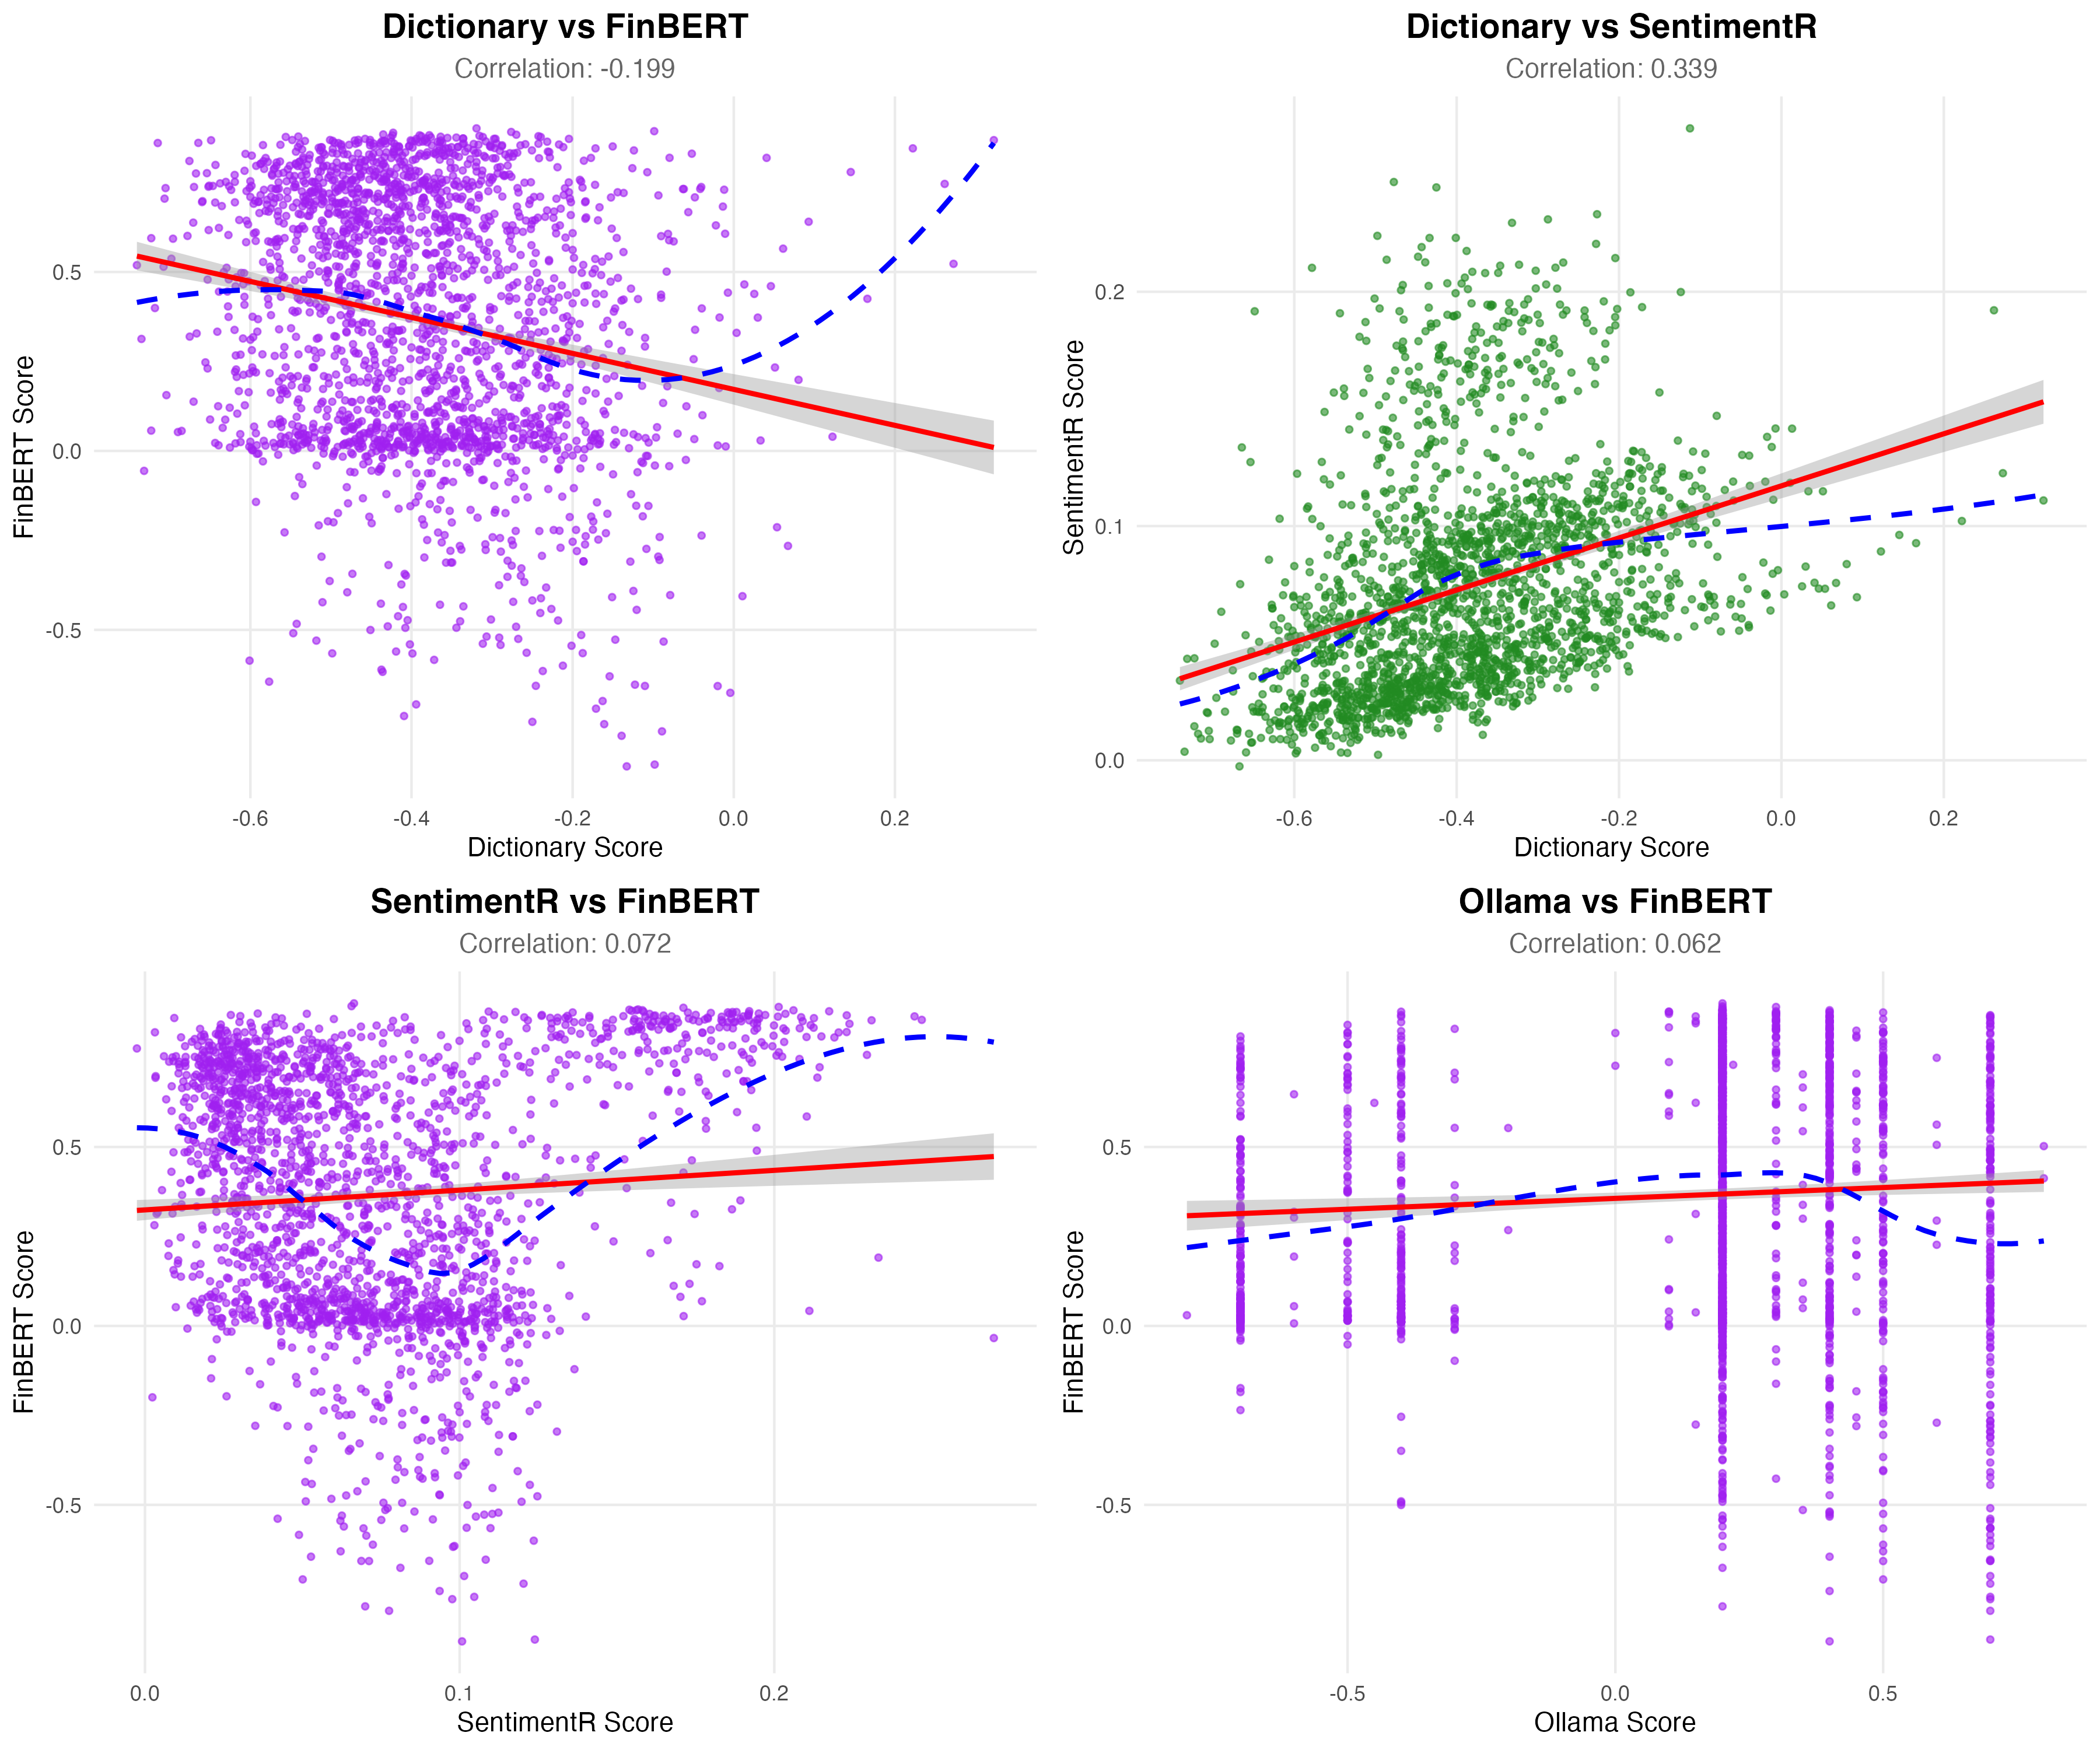 Dictionary vs FinBERT
Correlation: -0.199
FinBERT Score
0.5
0.0
-0.5
-0.6
-0.4
-0.2
0.0
0.2
Dictionary Score
Dictionary vs SentimentR
Correlation: 0.339
SentimentR Score
0.2
0.1
0.0
-0.6
-0.4
-0.2
0.0
0.2
Dictionary Score
SentimentR vs FinBERT
Correlation: 0.072
FinBERT Score
0.5
0.0
-0.5
0.0
0.1
0.2
SentimentR Score
Ollama vs FinBERT
Correlation: 0.062
FinBERT Score
0.5
0.0
-0.5
-0.5
0.0
0.5
Ollama Score